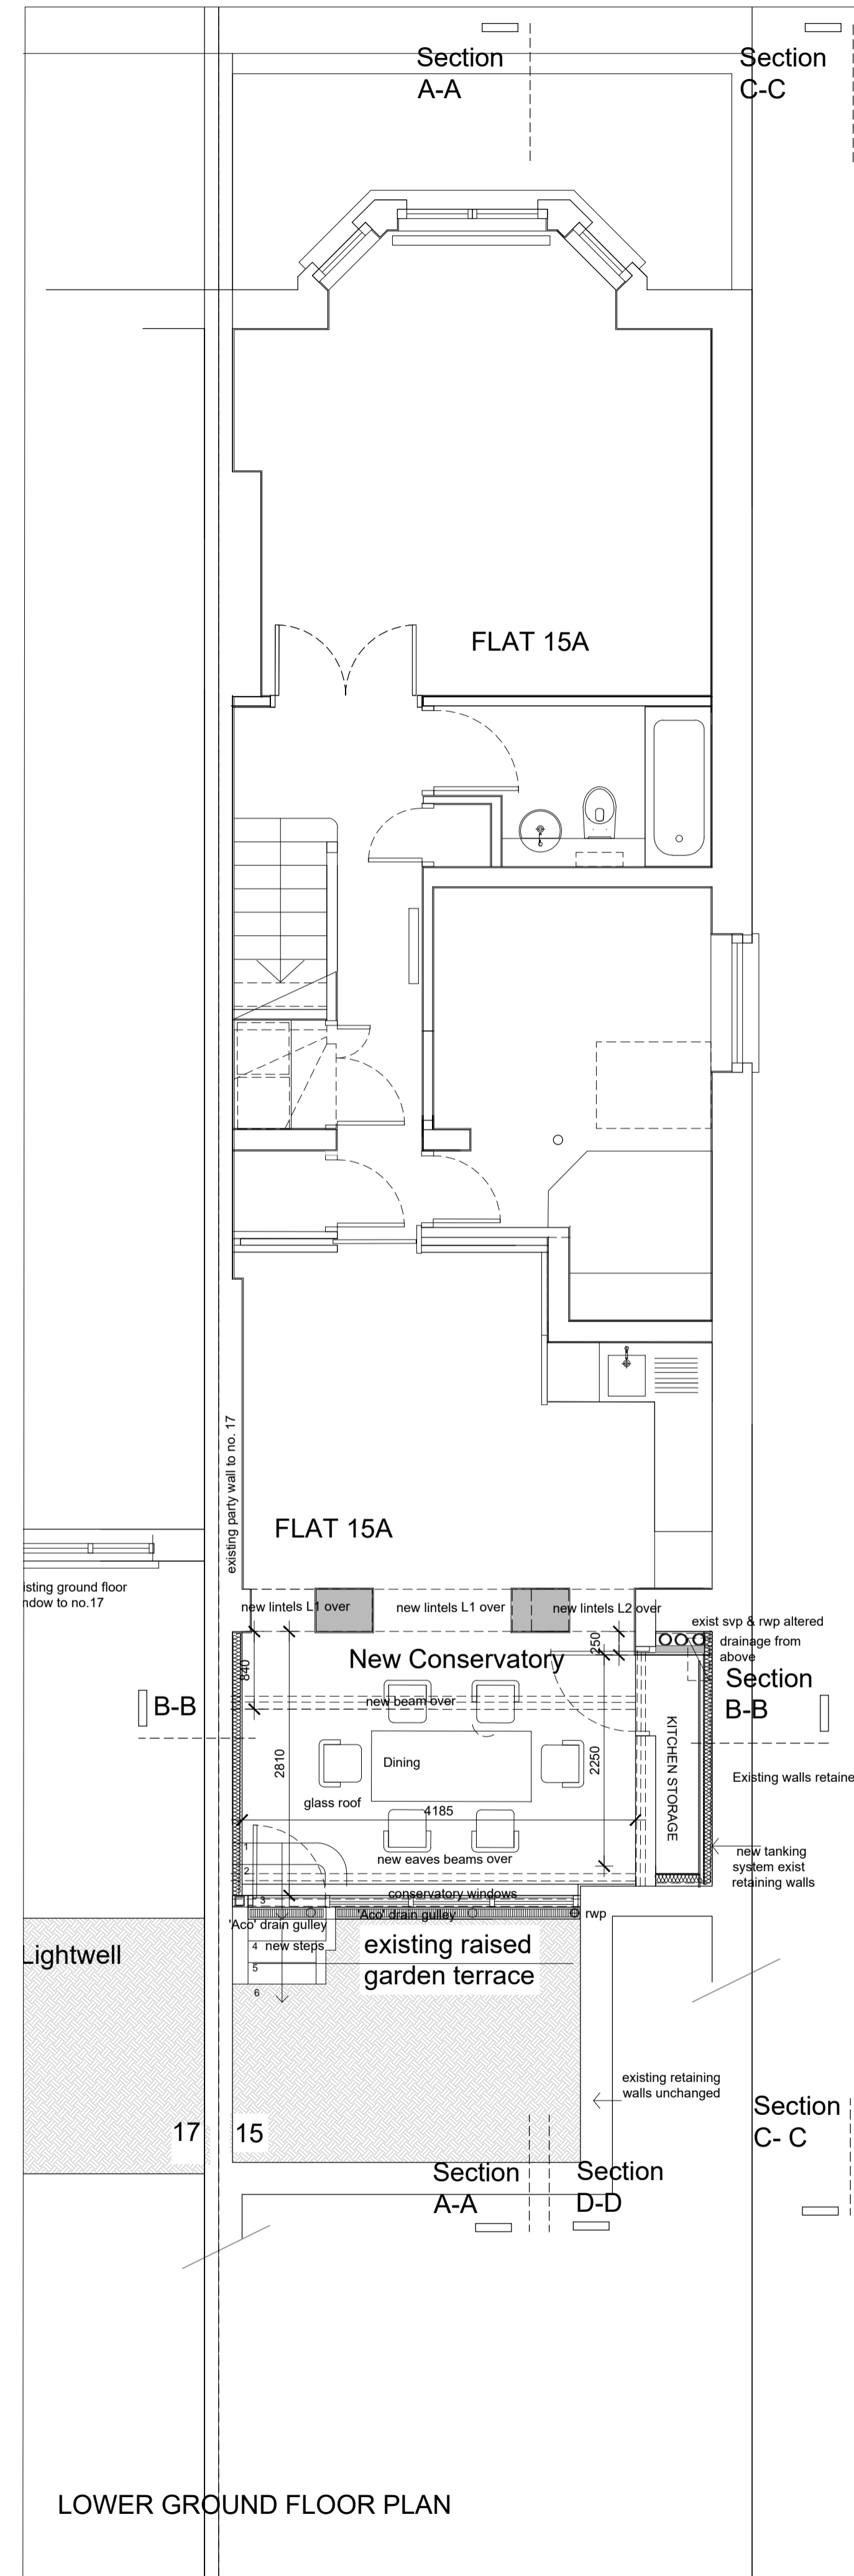 Section
A-A
Section
C-C
FLAT 15A
existing party wall to no. 17
FLAT 15A
isting ground floor
ndow to no.17
new lintels L1 over
new lintels L1 over
new lintels L2 over
exist svp & rwp altered
drainage from
above
250
840
New Conservatory
Section
B-B
B-B
new beam over
KITCHEN STORAGE
2810
Dining
2250
Existing walls retaine
glass roof
4185
1
new tanking
system exist
retaining walls
new eaves beams over
2
conservatory windows
3
'Aco' drain gulley
'Aco' drain gulley
rwp
4
new steps
existing raised
garden terrace
Lightwell
5
6
existing retaining
walls unchanged
17
15
Section
C- C
Section
A-A
Section
D-D
LOWER GROUND FLOOR PLAN